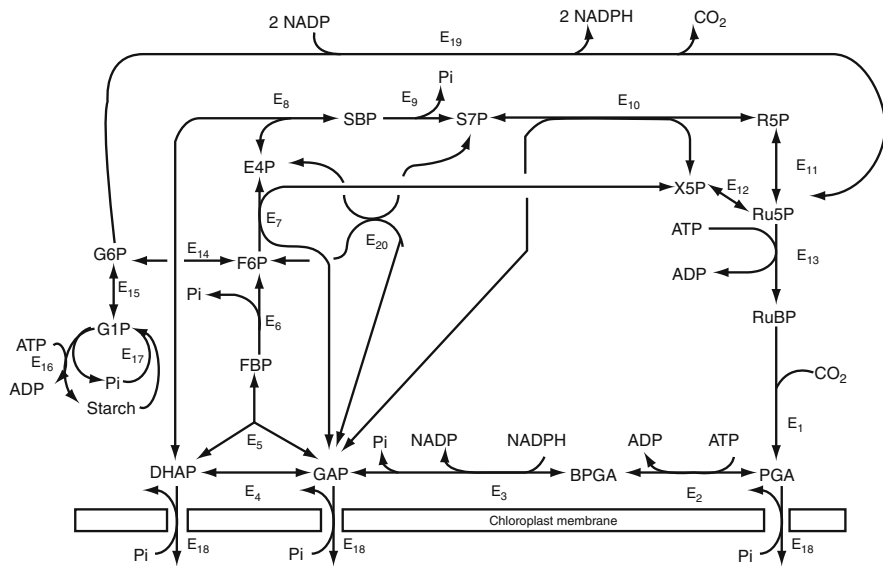 2 NADP
E19
2 NADPH
CO2
Pi
E8
E9
E10
SBP
S7P
R5P
E4P
E11
X5P
E12
Ru5P
E7
ATP
E20
G6P
E14
F6P
E13
ADP
E15
Pi
E6
RuBP
G1P
ATP
E16
E17
FBP
ADP
Pi
CO2
Starch
E1
E5
Pi
NADP
NADPH
ADP
ATP
DHAP
GAP
BPGA
PGA
E4
E3
E2
Chloroplast membrane
Pi
E18
Pi
E18
Pi
E18